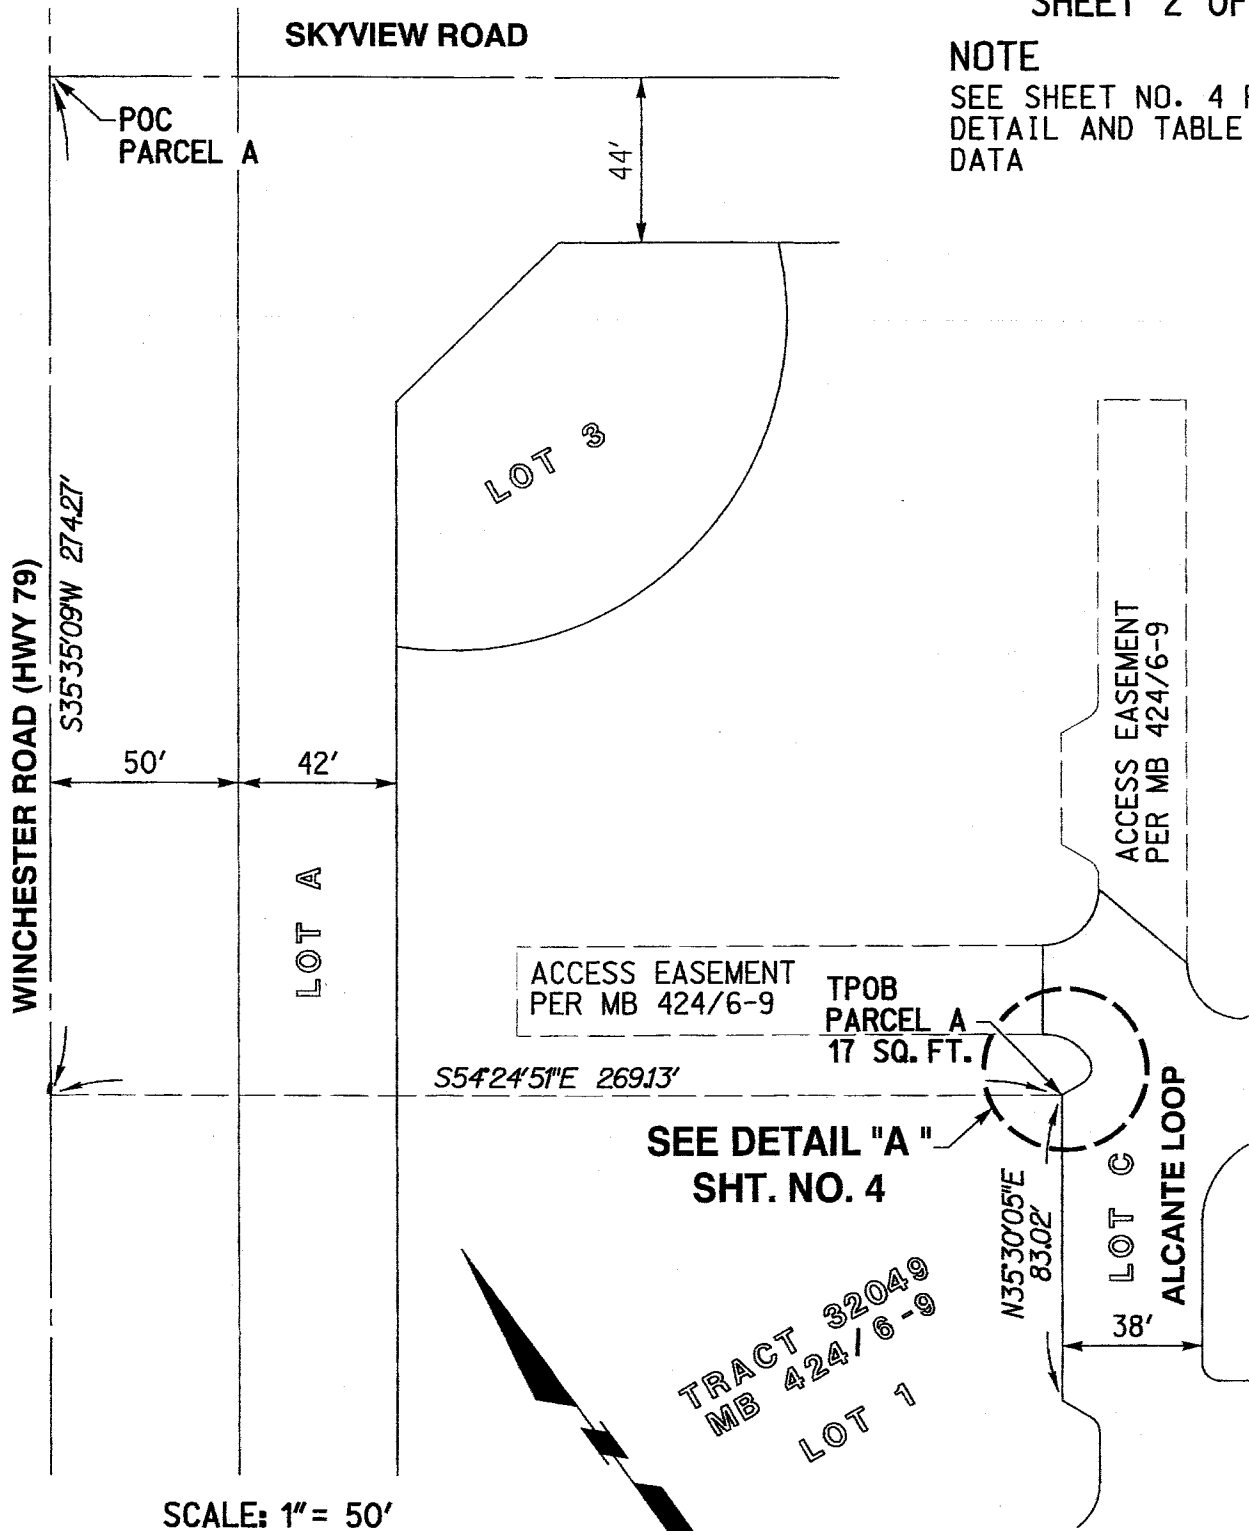 SHEET 2 OF
SKYVIEW ROAD
NOTE
SEE SHEET NO. 4
DETAIL AND TABLE
DATA
POC
PARCEL A
44'
LOT 3
WINCHESTER ROAD (HWY 79)
S35°35'09"W 274.27'
50'
42'
LOT A
ACCESS EASEMENT
PER MB 424/6-9
ACCESS EASEMENT
PER MB 424/6-9
TPOB
PARCEL A
17 SQ. FT.
S54°24'51"E 269.13'
SEE DETAIL "A"
SHT. NO. 4
N35°30'05"E
83.02'
LOT C
ALCANTE LOOP
38'
TRACT 32049
MB 424/6-9
LOT 1
SCALE: 1" = 50'